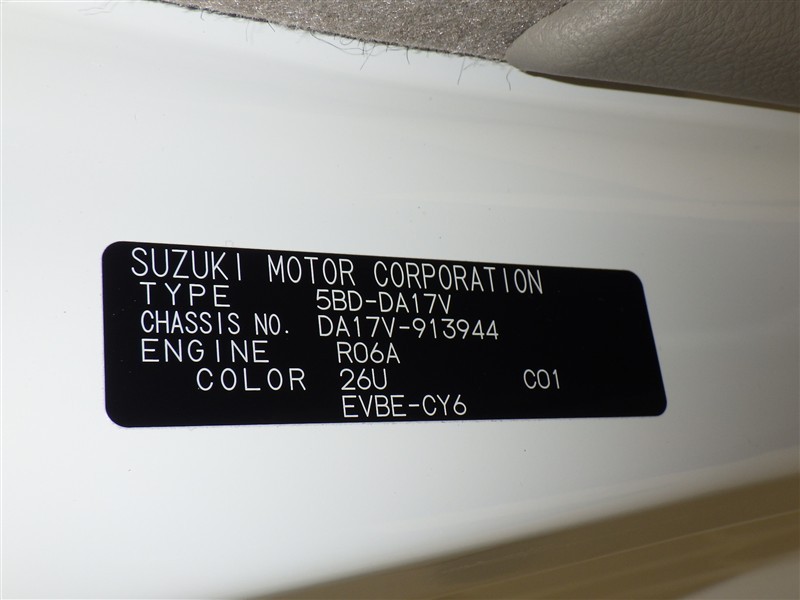 SUZUKI MOTOR CORPORATION
TYPE 5BD-DA17V
CHASSIS NO. DA17V-913944
ENGINE R06A
COLOR 26U C01
EVBE-CY6